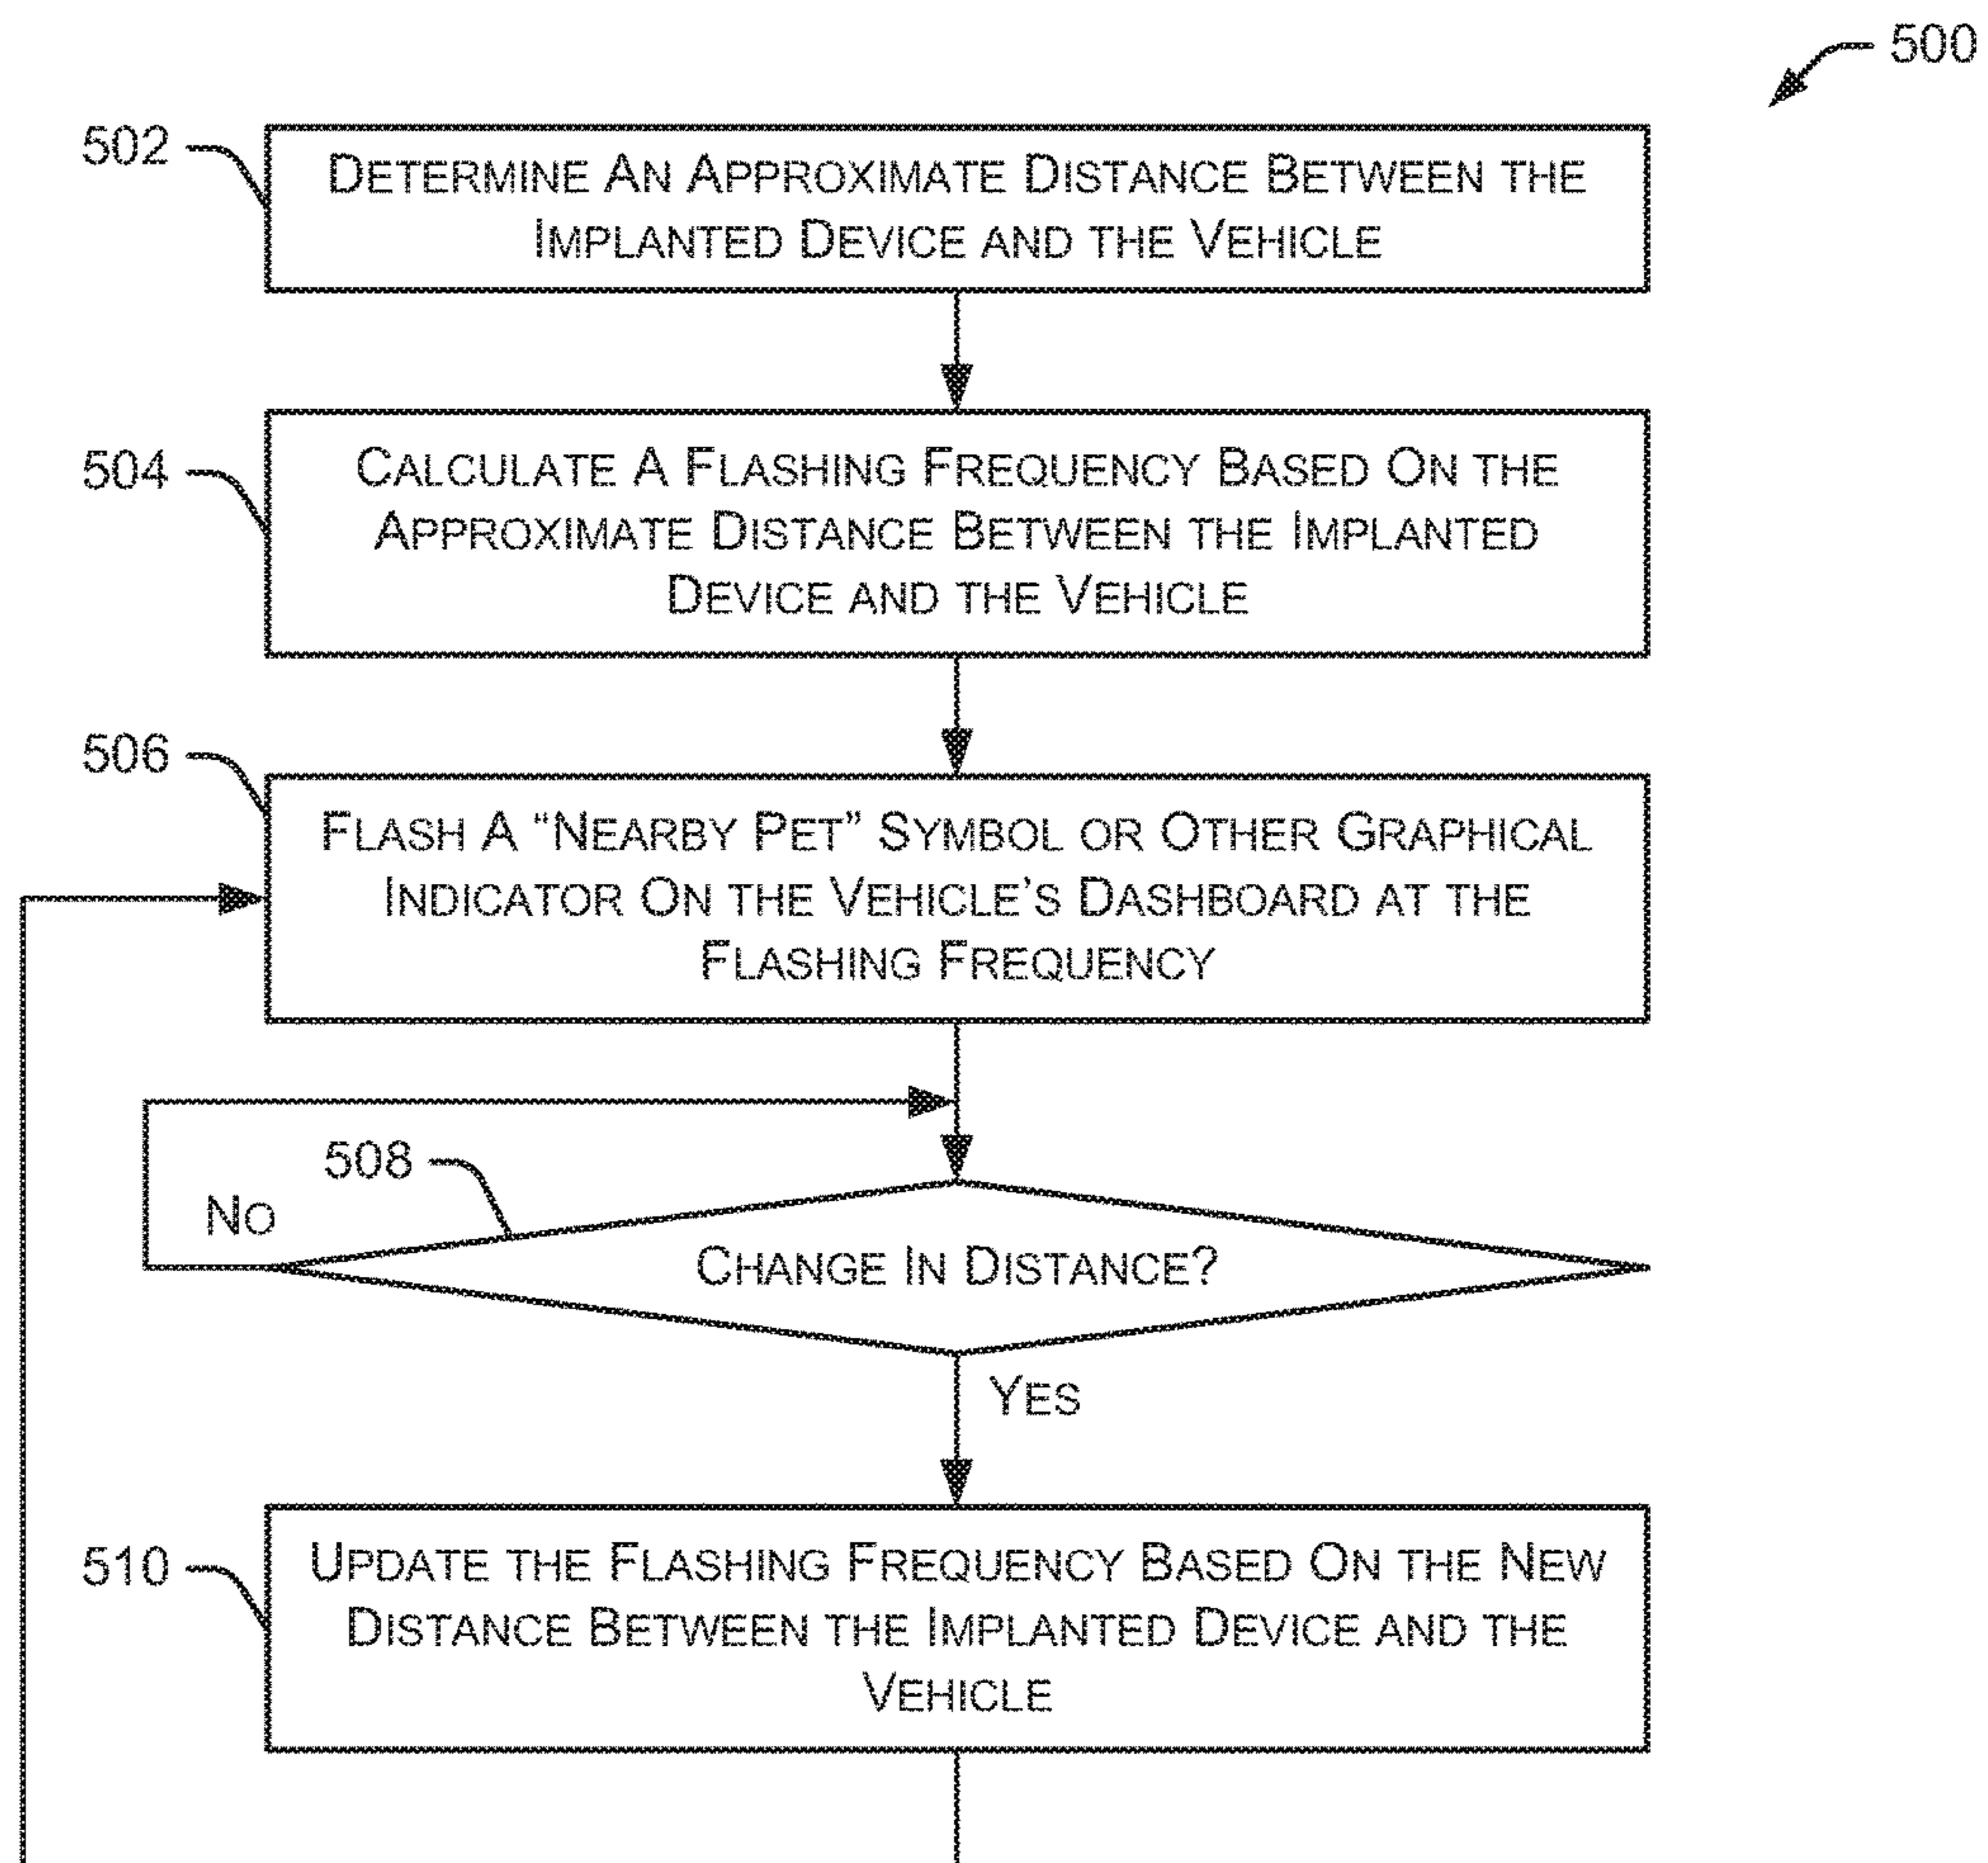 500
502
DETERMINE AN APPROXIMATE DISTANCE BETWEEN THE
IMPLANTED DEVICE AND THE VEHICLE
504
CALCULATE A FLASHING FREQUENCY BASED ON THE
APPROXIMATE DISTANCE BETWEEN THE IMPLANTED
DEVICE AND THE VEHICLE
506
FLASH A “NEARBY PET” SYMBOL OR OTHER GRAPHICAL
INDICATOR ON THE VEHICLE’S DASHBOARD AT THE
FLASHING FREQUENCY
508
NO
CHANGE IN DISTANCE?
YES
510
UPDATE THE FLASHING FREQUENCY BASED ON THE NEW
DISTANCE BETWEEN THE IMPLANTED DEVICE AND THE
VEHICLE